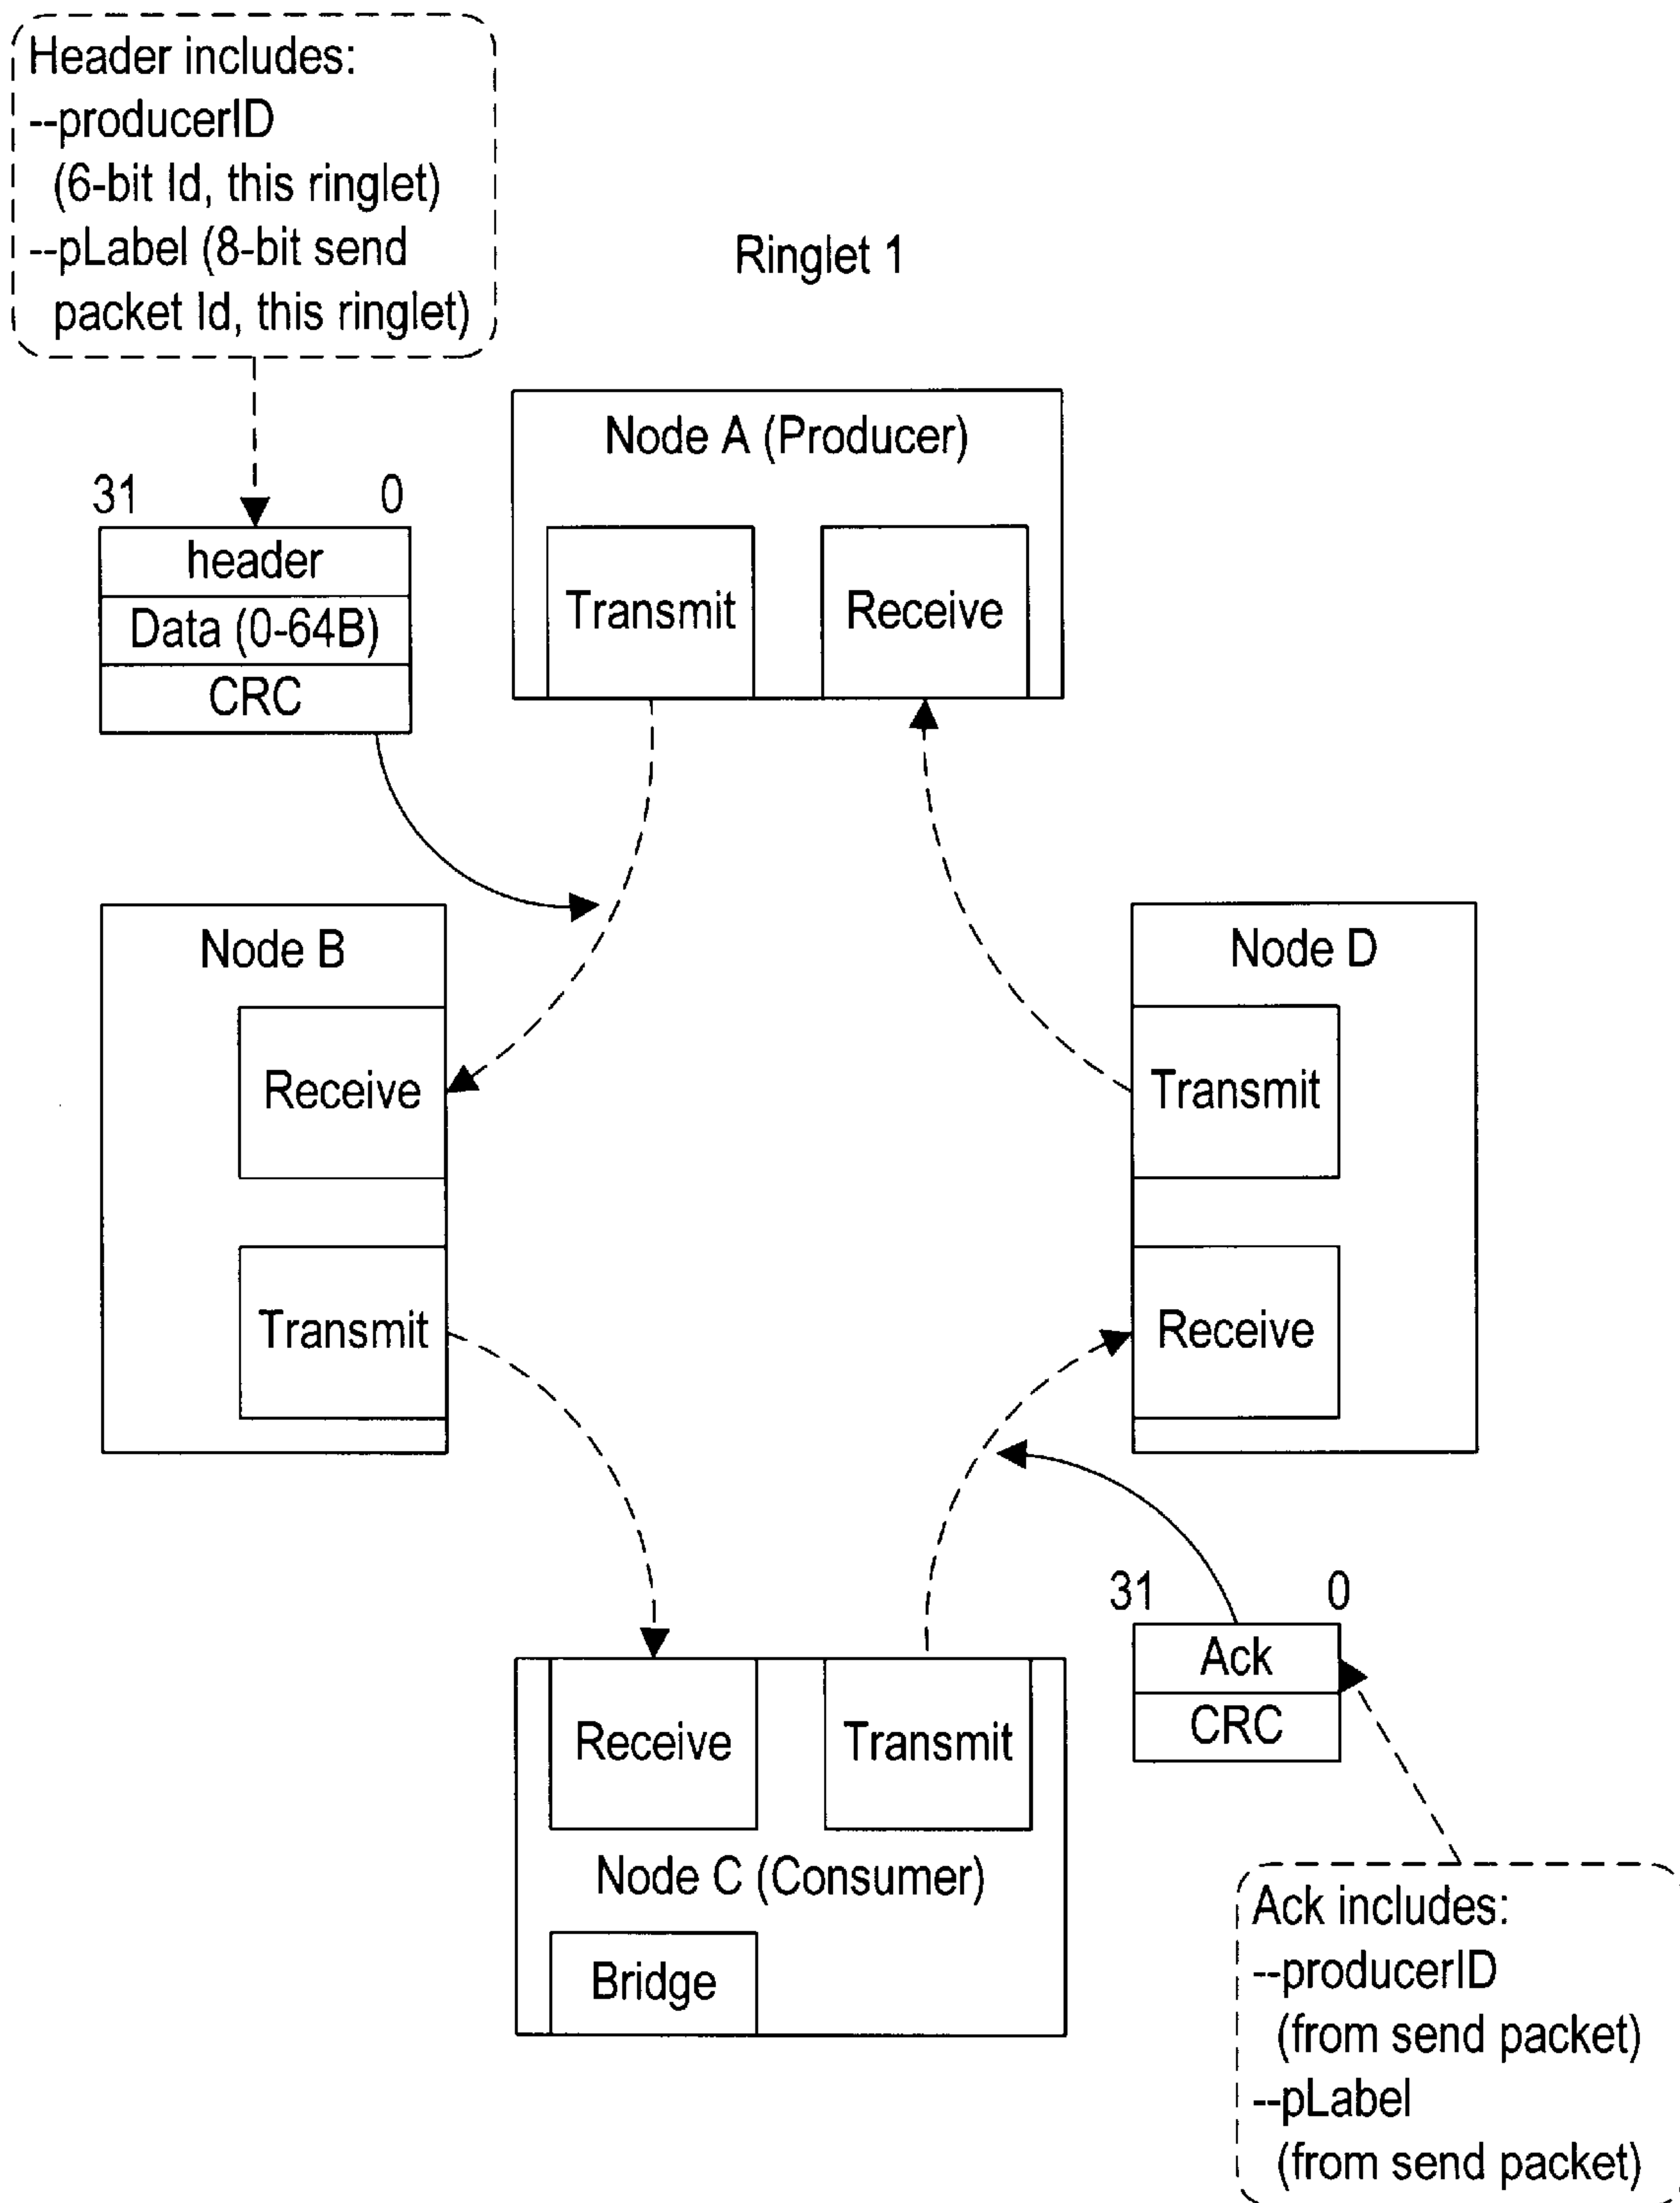 Header includes:
--producerID
(6-bit Id, this ringlet)
--pLabel (8-bit send
packet Id, this ringlet)
Ringlet 1
31 0
header
Data (0-64B)
CRC
Node A (Producer)
Transmit Receive
Node B
Receive
Transmit
Node D
Transmit
Receive
31 0
Ack
CRC
Receive Transmit
Node C (Consumer)
Bridge
Ack includes:
--producerID
(from send packet)
--pLabel
(from send packet)